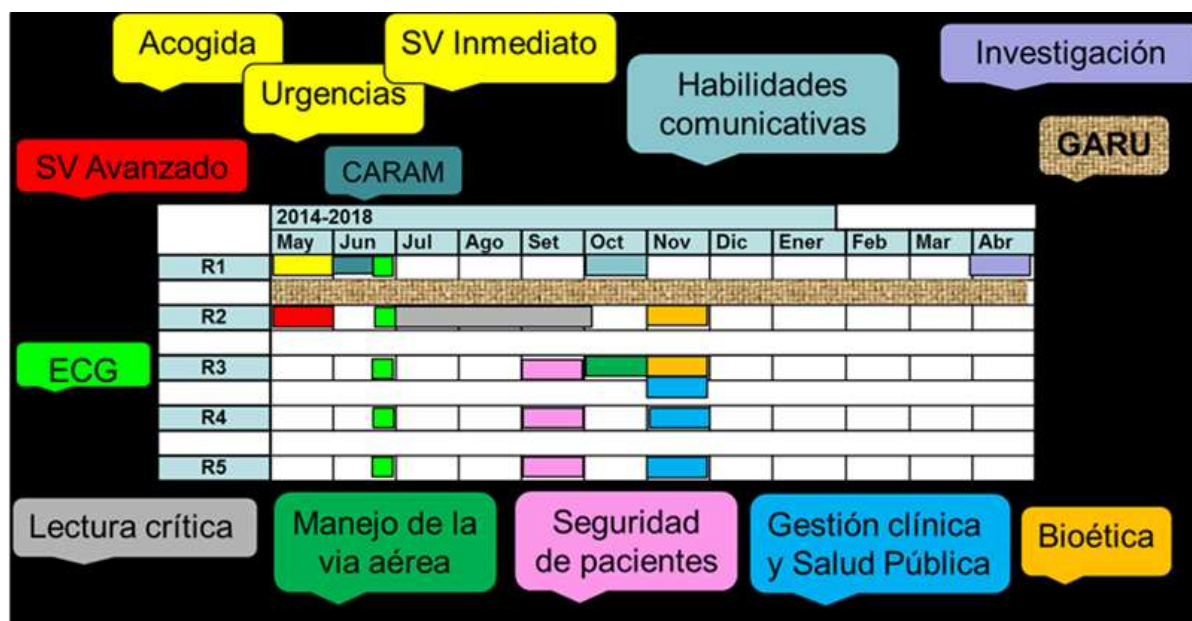 Acogida
SV Inmediato
Investigación
Urgencias
Habilidades
comunicativas
GARU
SV Avanzado
CARAM
2014-2018
May Jun Jul Ago Set Oct Nov Dic Ener Feb Mar Abr
R1
R2
R3
ECG
R4
R5
Lectura crítica
Manejo de la
via aérea
Seguridad
de pacientes
Gestión clínica
y Salud Pública
Bioética